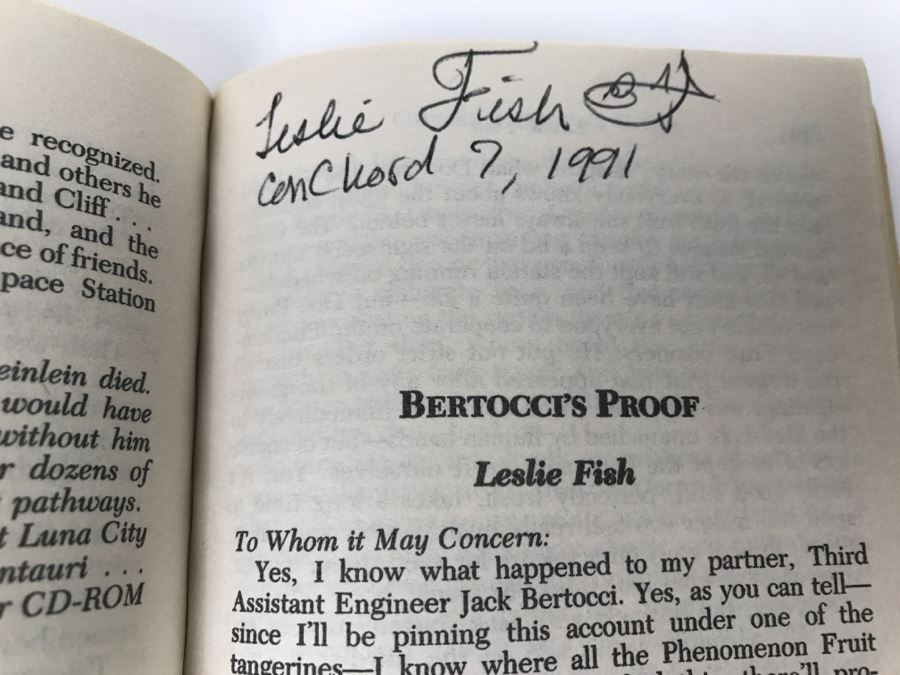 e recognized.
and others he
and Cliff . . .
and, and the
ce of friends.
pace Station
einlein died.
would have
without him
r dozens of
t pathways.
t Luna City
ntauri . . .
r CD-ROM
Leslie Fish
ConChord 7, 1991
BERTOCCI'S PROOF
Leslie Fish
To Whom it May Concern:
Yes, I know what happened to my partner, Third
Assistant Engineer Jack Bertocci. Yes, as you can tell—
since I'll be pinning this account under one of the
tangerines—I know where all the Phenomenon Fruit
there'll pro-